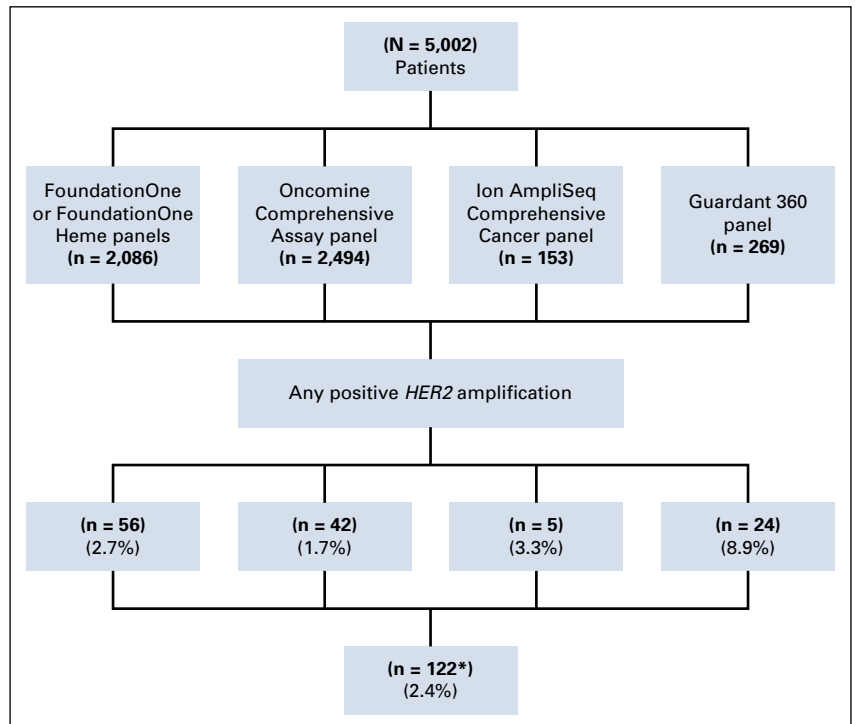 (N = 5,002)
Patients
FoundationOne
or FoundationOne
Heme panels
(n = 2,086)
Oncomine
Comprehensive
Assay panel
(n = 2,494)
Ion AmpliSeq
Comprehensive
Cancer panel
(n = 153)
Guardant 360
panel
(n = 269)
Any positive HER2 amplification
(n = 56)
(2.7%)
(n = 42)
(1.7%)
(n = 5)
(3.3%)
(n = 24)
(8.9%)
(n = 122*)
(2.4%)